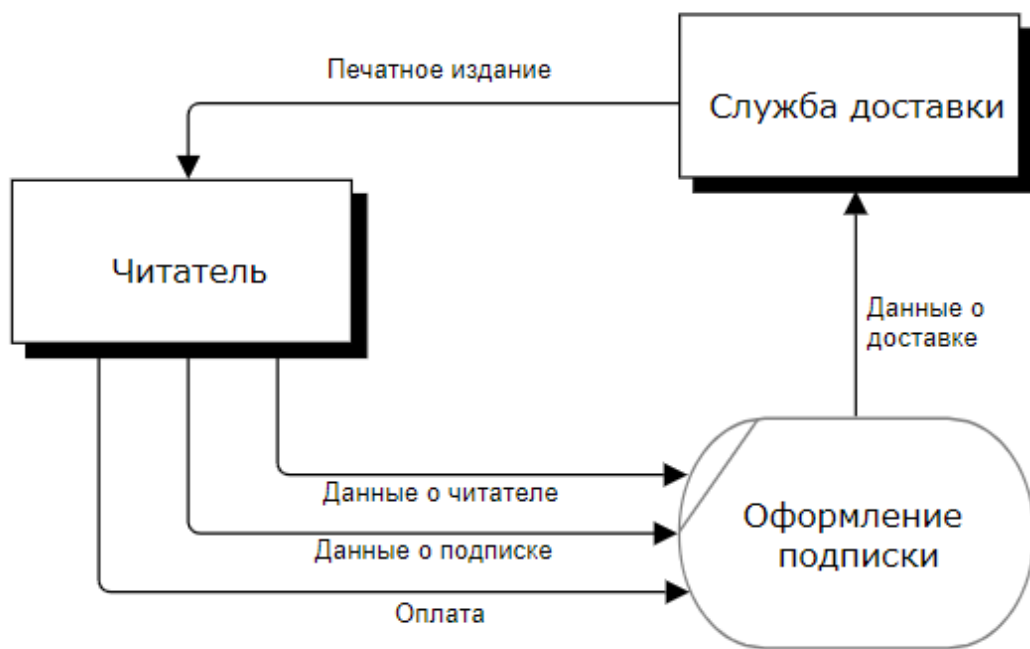 Печатное издание
Служба доставки
Читатель
Данные о
доставке
Данные о читателе
Данные о подписке
Оплата
Оформление
подписки